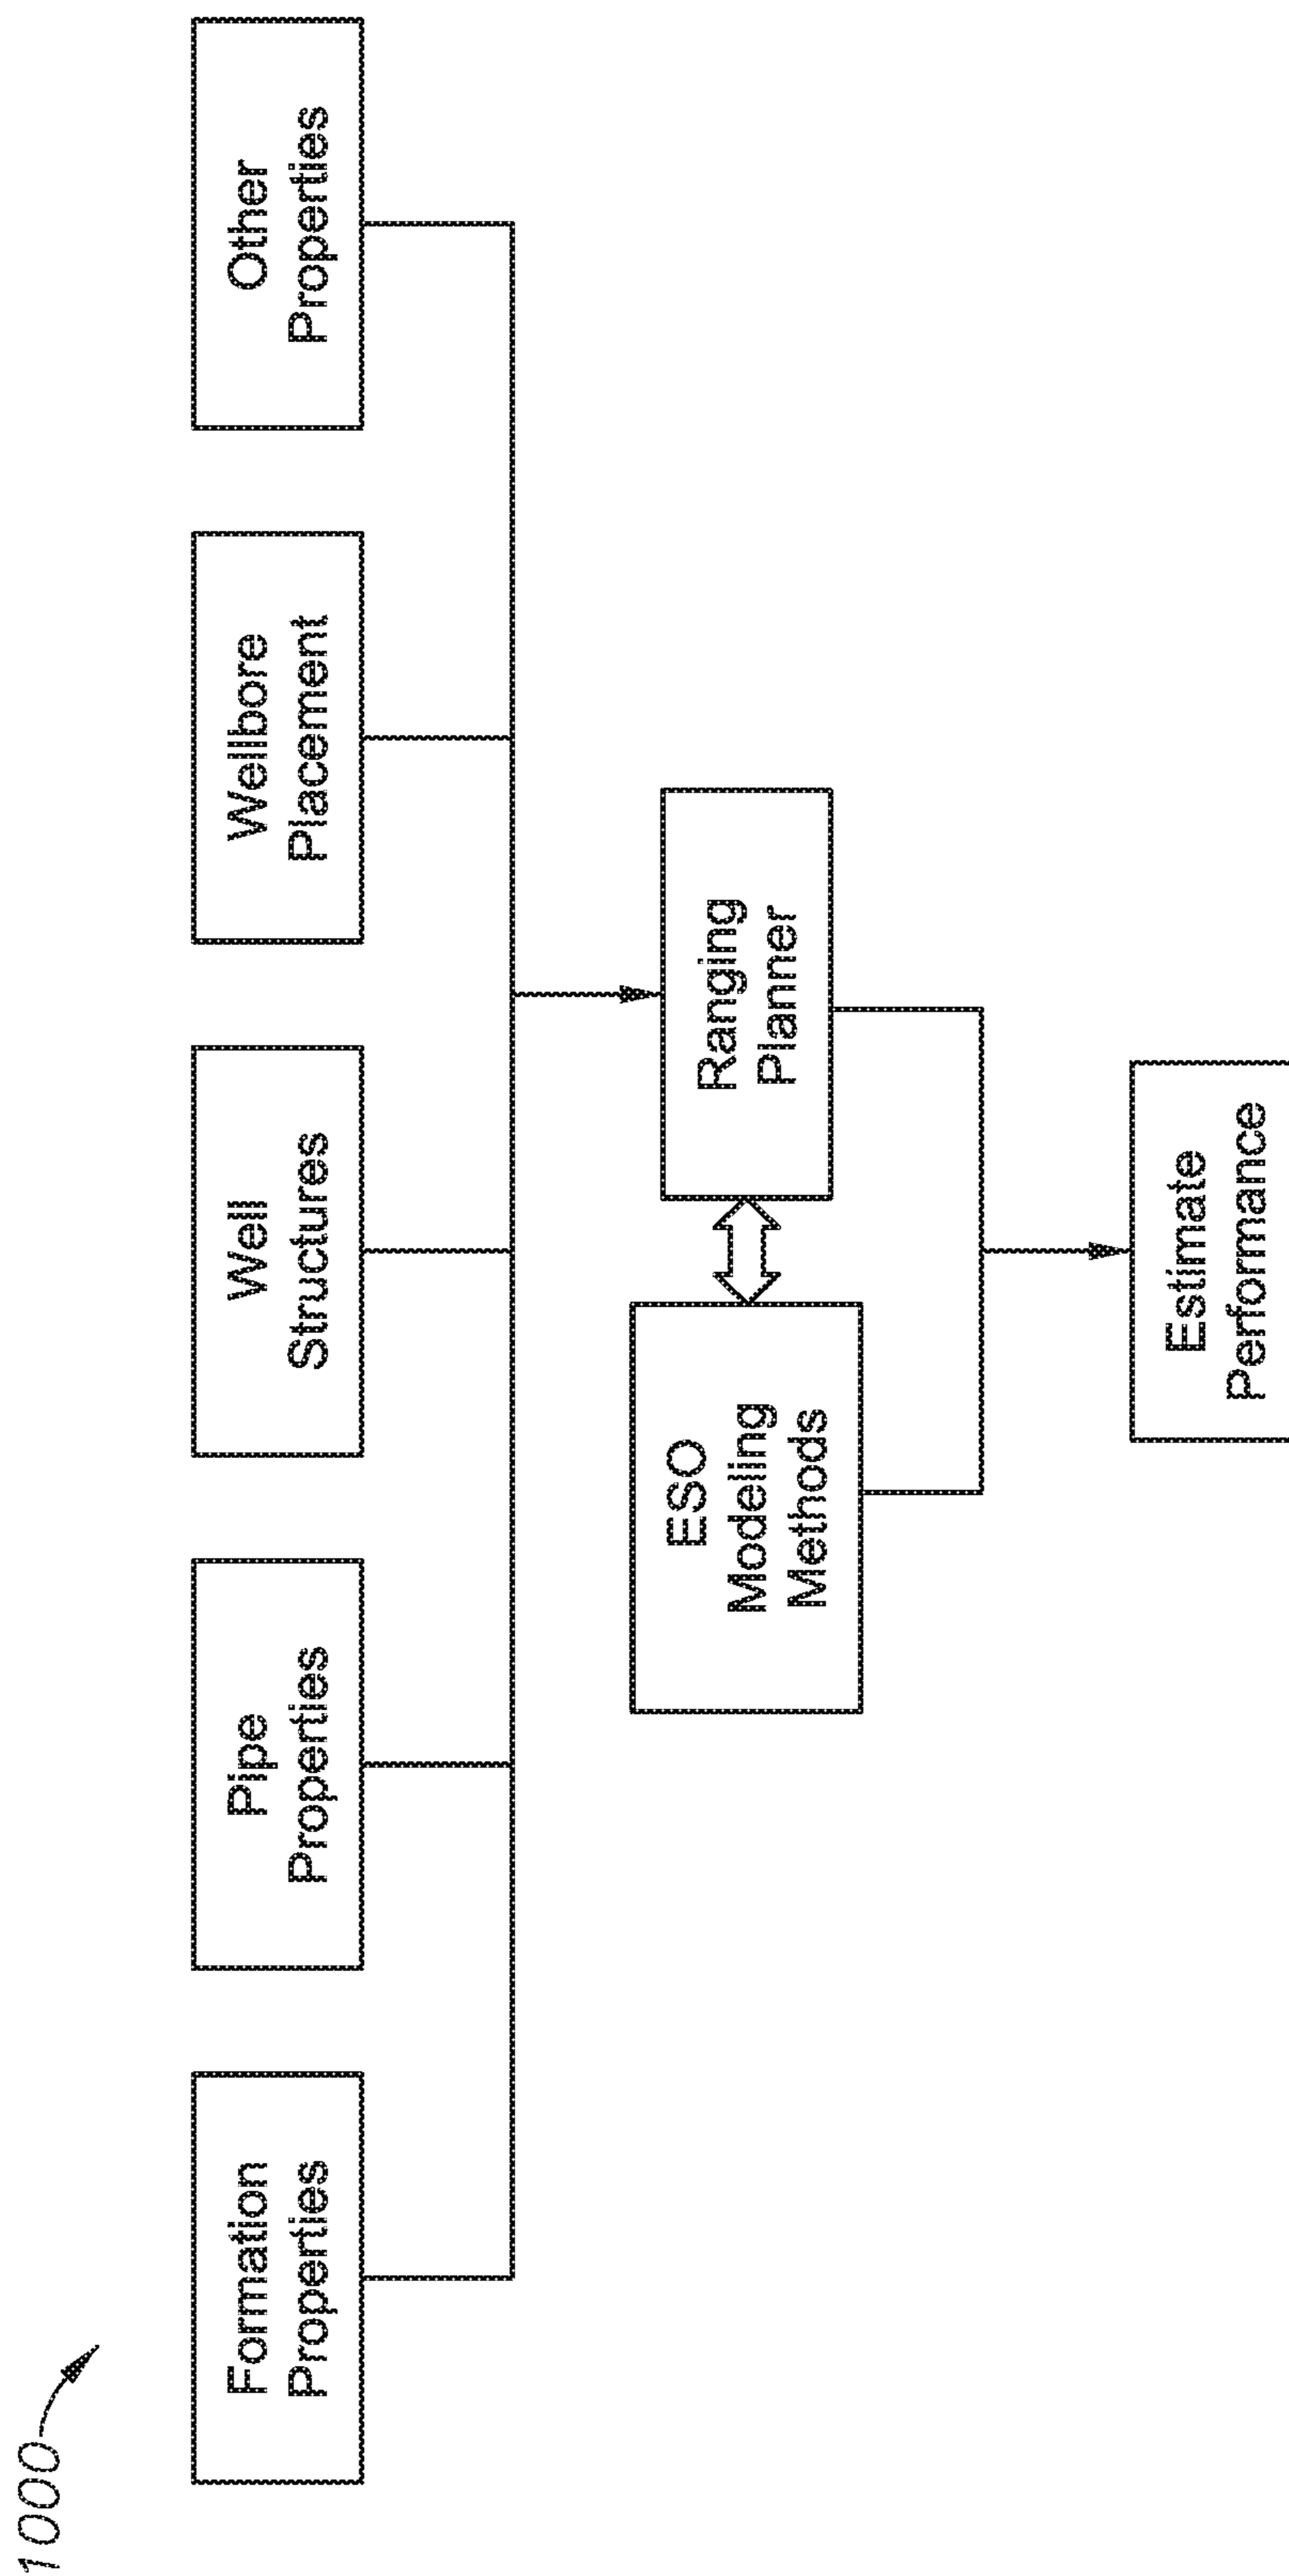 1000
Formation
Properties
Pipe
Properties
Well
Structures
Wellbore
Placement
Other
Properties
ESO
Modeling
Methods
Ranging
Planner
Estimate
Performance